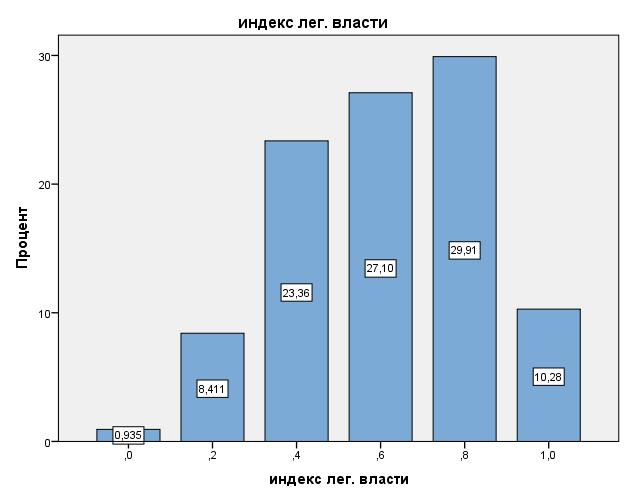 индекс лег. власти
Процент
30
20
10
0
0,935
8,411
23,36
27,10
29,91
10,28
,0 ,2 ,4 ,6 ,8 1,0
индекс лег. власти